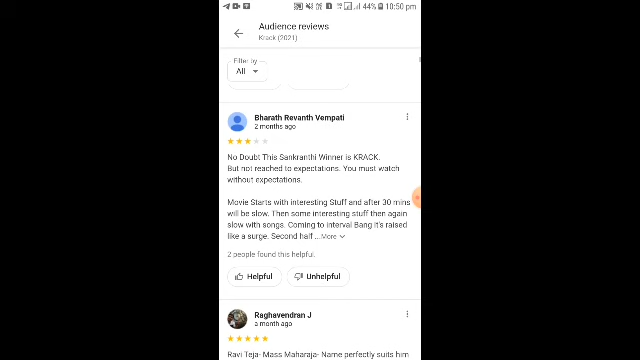 44% 10:50 pm
Audience reviews
Krack (2021)
Filter by
All
Bharath Revanth Vempati
2 months ago
No Doubt This Sankranthi Winner is KRACK.
But not reached to expectations. You must watch
without expectations.
Movie Starts with interesting Stuff and after 30 mins
will be slow. Then some interesting stuff then again
slow with songs. Coming to interval Bang it's raised
like a surge. Second half ...More
2 people found this helpful.
Helpful Unhelpful
Raghavendran J
a month ago
Ravi Teja- Mass Maharaja- Name perfectly suits him